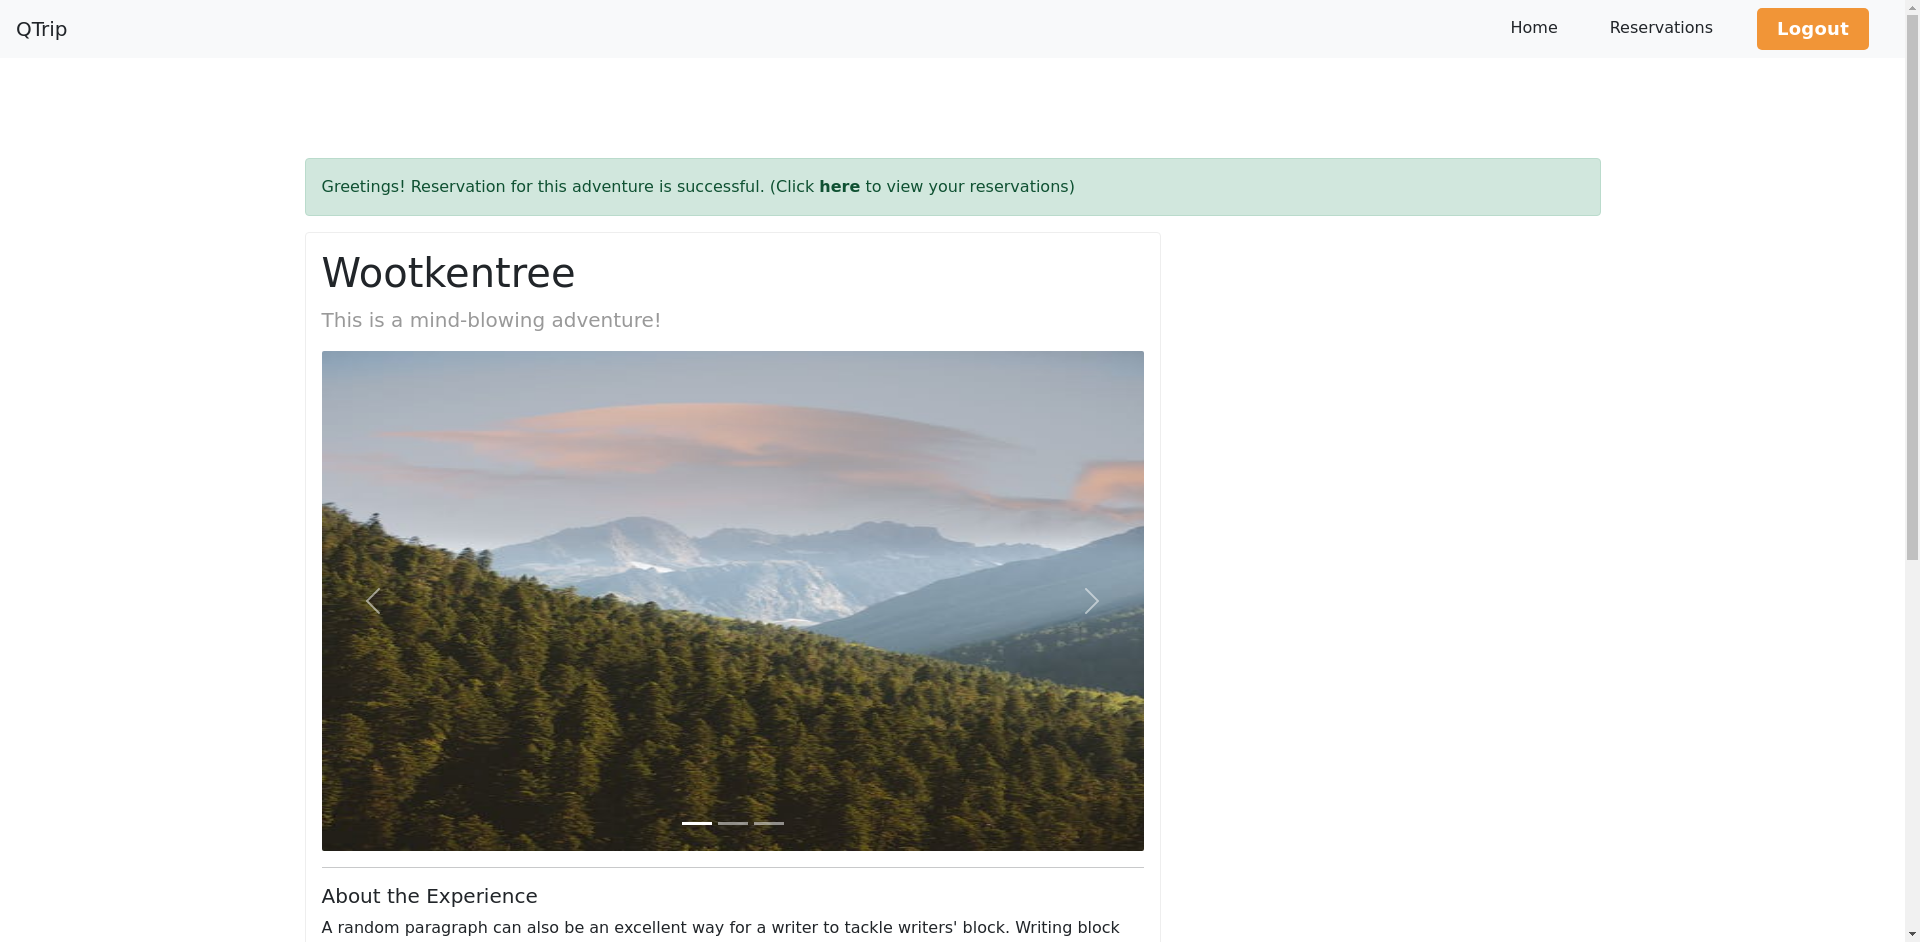 QTrip
Home
Reservations
Logout
Greetings! Reservation for this adventure is successful. (Click here to view your reservations)
Wootkentree
This is a mind-blowing adventure!
About the Experience
A random paragraph can also be an excellent way for a writer to tackle writers' block. Writing block